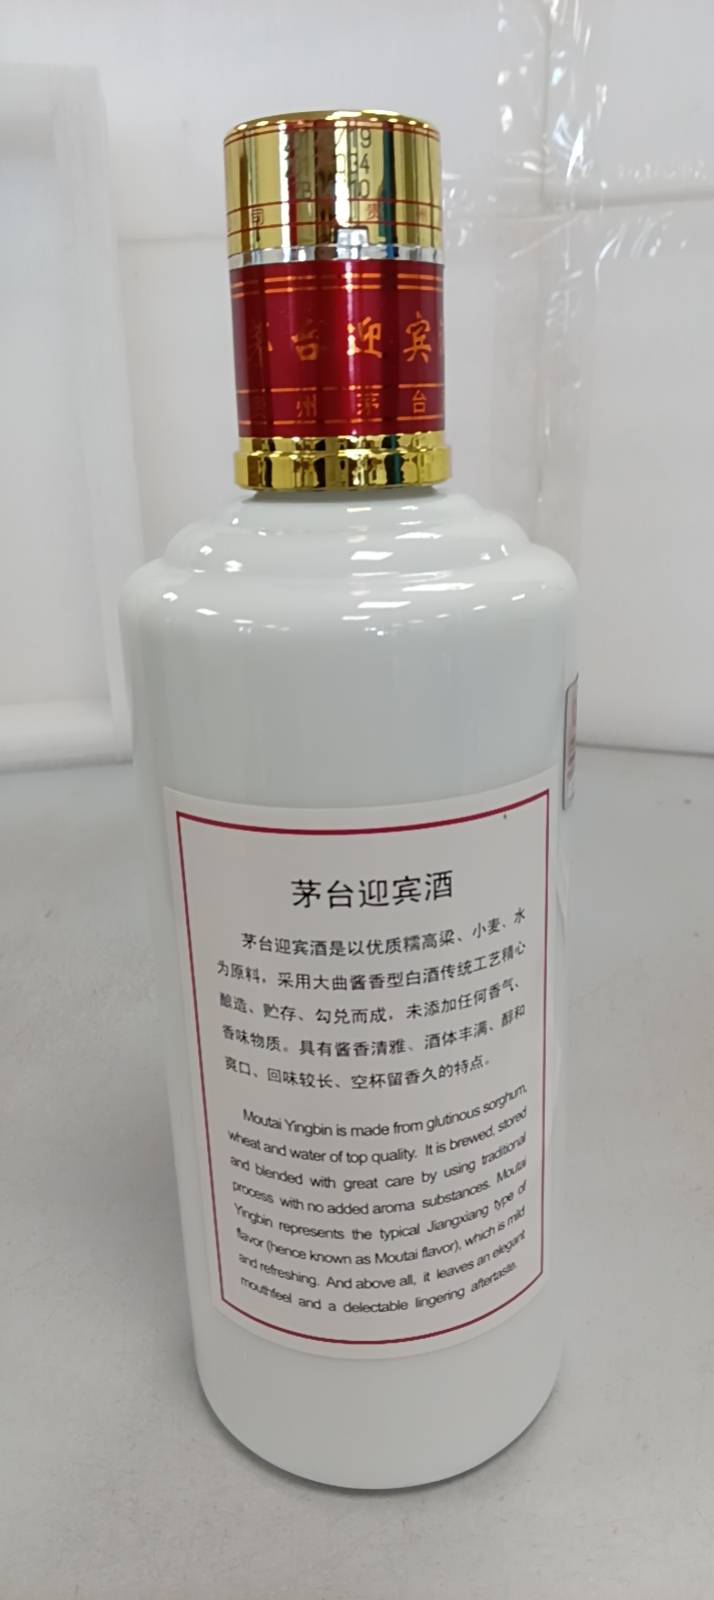 司 贵 州
茅台迎宾
贵州茅台
茅台迎宾酒
茅台迎宾酒是以优质糯高粱、小麦、水
为原料，采用大曲酱香型白酒传统工艺精心
酿造、贮存、勾兑而成，未添加任何香气、
香味物质。具有酱香清雅、酒体丰满、醇和
爽口、回味较长、空杯留香久的特点。
Moutai Yingbin is made from glutinous sorghum,
wheat and water of top quality. It is brewed, stored
and blended with great care by using traditional
process with no added aroma substances. Moutai
Yingbin represents the typical Jiangxiang type of
flavor (hence known as Moutai flavor), which is mild
and refreshing. And above all, it leaves an elegant
mouthfeel and a delectable lingering aftertaste.